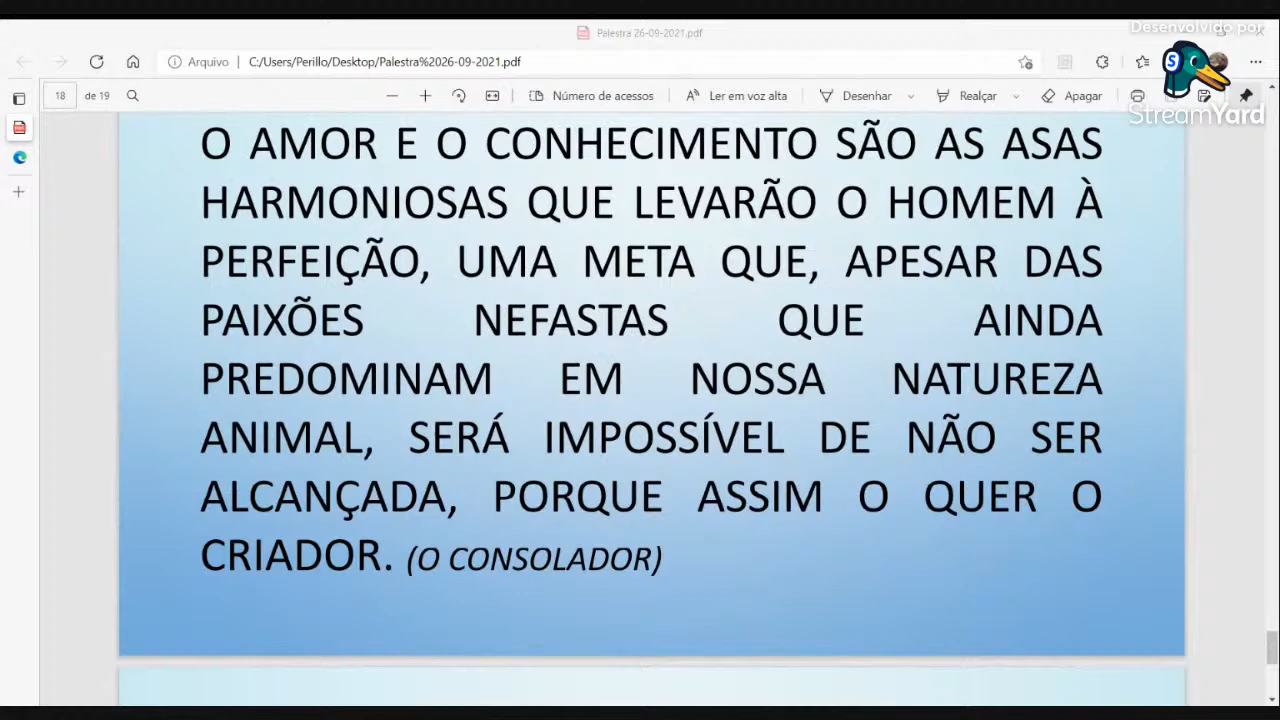 Desenvolvido por
Palestra 26-09-2021.pdf
Arquivo
C:/Users/Perillo/Desktop/Palestra%2026-09-2021.pdf
18 de 19
Número de acessos
Ler em voz alta
Desenhar
Realçar
Apagar
S
StreamYard
O AMOR E O CONHECIMENTO SÃO AS ASAS
HARMONIOSAS QUE LEVARÃO O HOMEM À
PERFEIÇÃO, UMA META QUE, APESAR DAS
PAIXÕES NEFASTAS QUE AINDA
PREDOMINAM EM NOSSA NATUREZA
ANIMAL, SERÁ IMPOSSÍVEL DE NÃO SER
ALCANÇADA, PORQUE ASSIM O QUER O
CRIADOR. (O CONSOLADOR)